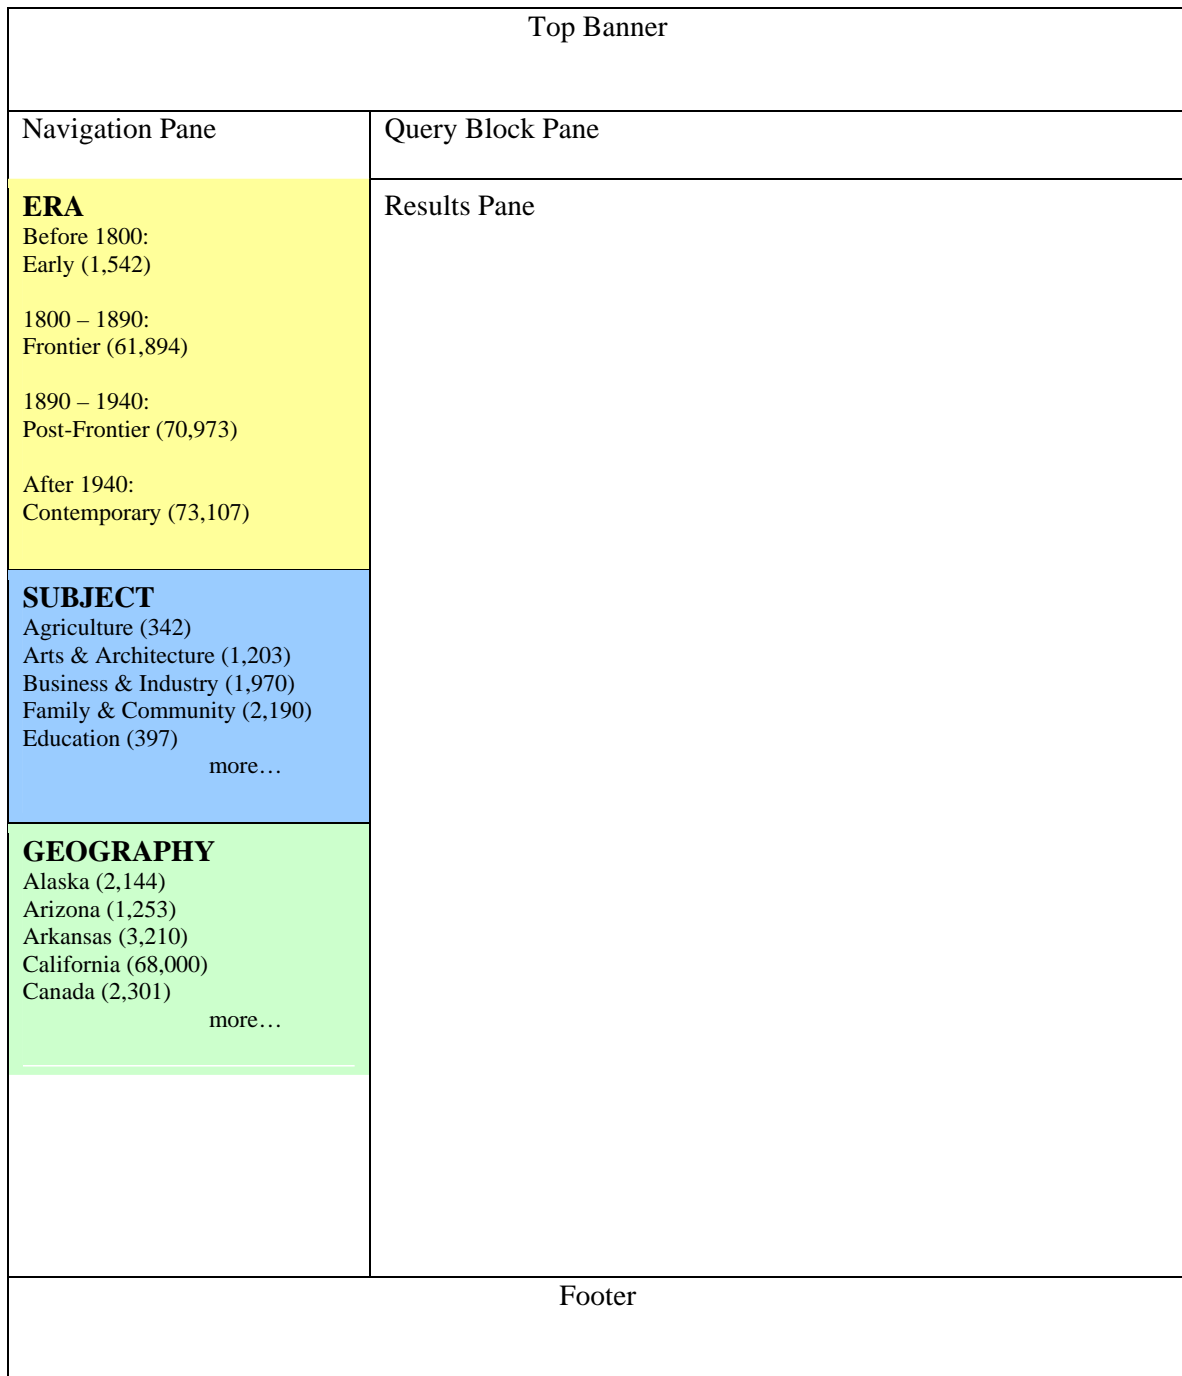 Top Banner
Navigation Pane
Query Block Pane
ERA
Before 1800:
Early (1,542)
1800 – 1890:
Frontier (61,894)
1890 – 1940:
Post-Frontier (70,973)
After 1940:
Contemporary (73,107)
SUBJECT
Agriculture (342)
Arts & Architecture (1,203)
Business & Industry (1,970)
Family & Community (2,190)
Education (397)
more…
GEOGRAPHY
Alaska (2,144)
Arizona (1,253)
Arkansas (3,210)
California (68,000)
Canada (2,301)
more…
Results Pane
Footer